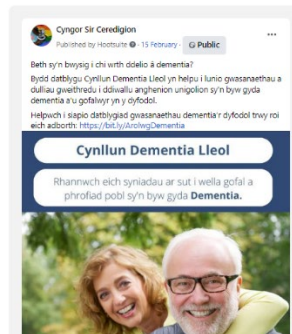 Cyngor Sir Ceredigion
Published by Hootsuite · 15 February · Public
Beth sy'n bwysig i chi wrth ddelio â dementia?
Bydd datblygu Cynllun Dementia Lleol yn helpu i lunio gwasanaethau a
dulliau gweithredu i ddiwallu anghenion unigolion sy'n byw gyda
dementia a'u gofalwyr yn y dyfodol.
Helpwch i siapio datblygiad gwasanaethau dementia'r dyfodol trwy roi
eich adborth: https://bit.ly/ArolwgDementia
Cynllun Dementia Lleol
Rhannwch eich syniadau ar sut i wella gofal a
phrofiad pobl sy'n byw gyda Dementia.